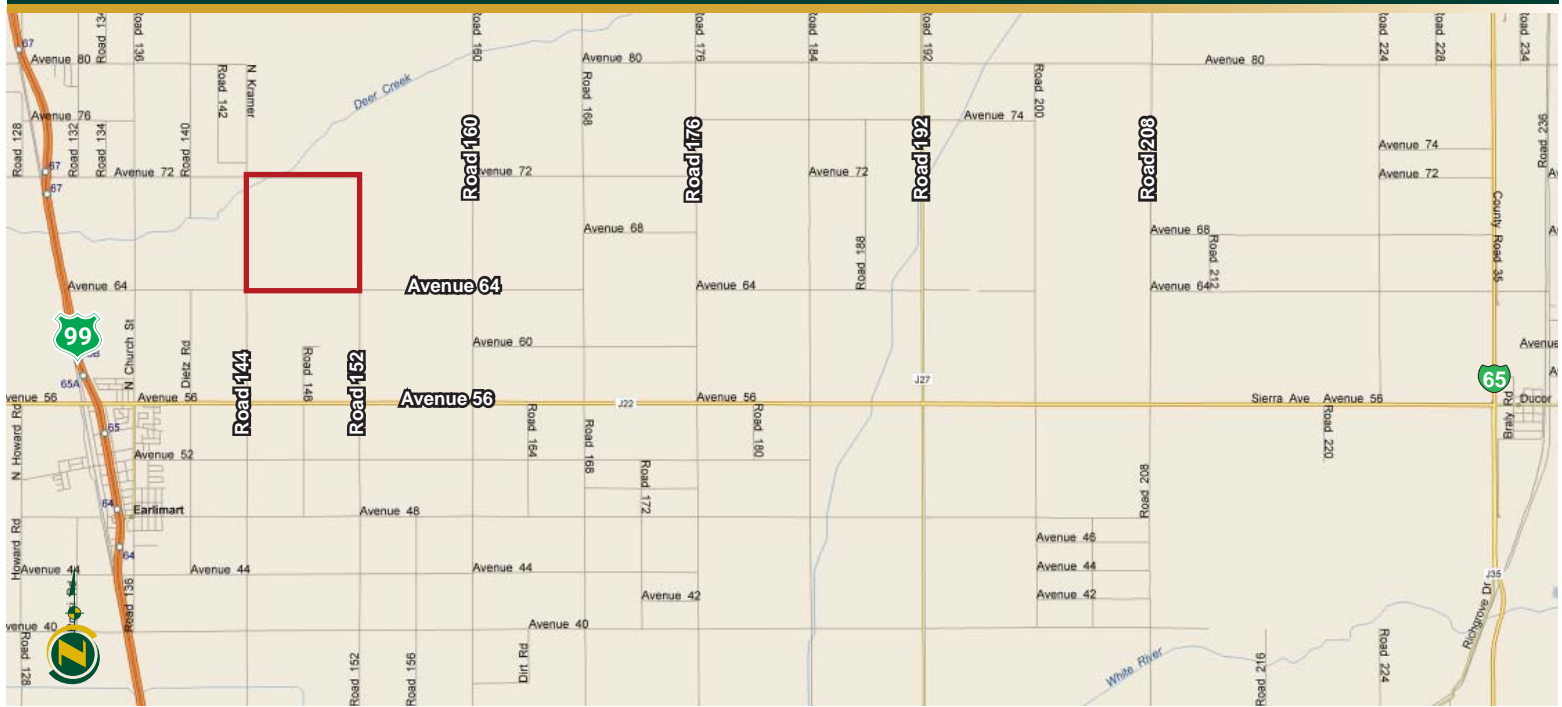 Road 136
Road 160
Road 176
Road 184
Road 192
Road 224
Road 228
Road 234
67
Avenue 80
Avenue 80
Avenue 80
Road 142
N Kramer
Deer Creek
Road 168
Road 200
Avenue 76
Avenue 74
Road 128
Road 132
Road 134
Road 140
Road 160
Road 176
Road 192
Road 208
Road 236
Avenue 74
67
Avenue 72
Avenue 72
Avenue 72
Avenue 72
67
County Road 35
Avenue 68
Avenue 68
Road 188
Road 212
Avenue 64
Avenue 64
Avenue 64
Avenue 64
99
N Church St
Diez Rd
Avenue 60
Avenue
65A
Road 144
Road 148
Road 152
J27
65
Avenue 56
Avenue 56
Avenue 56
J22
Avenue 56
Sierra Ave
Avenue 56
Ducor
N Howard Rd
65
Road 164
Road 168
Road 180
Road 220
Braly Rd
Avenue 52
Road 172
Road 208
64
Earlimart
Avenue 48
Howard Rd
Avenue 46
64
Avenue 44
Avenue 44
Avenue 44
Avenue 44
J35
Road 136
Avenue 42
Avenue 42
Richgrove Dr
venue 40
Avenue 40
Road 128
N
Road 152
Road 156
Dirt Rd
White River
Road 216
Road 224